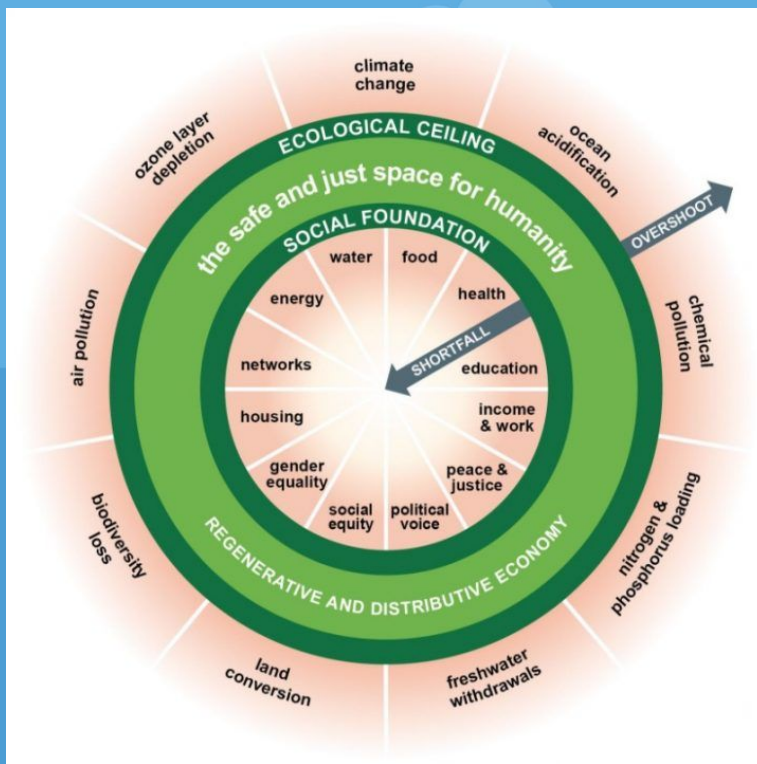 climate
change
ocean
acidification
chemical
pollution
nitrogen &
phosphorus loading
freshwater
withdrawals
land
conversion
biodiversity
loss
air pollution
ozone layer
depletion
OVERSHOOT
ECOLOGICAL CEILING
the safe and just space for humanity
SOCIAL FOUNDATION
water
food
health
SHORTFALL
education
income
& work
peace &
justice
political
voice
social
equity
gender
equality
housing
networks
energy
REGENERATIVE AND DISTRIBUTIVE ECONOMY